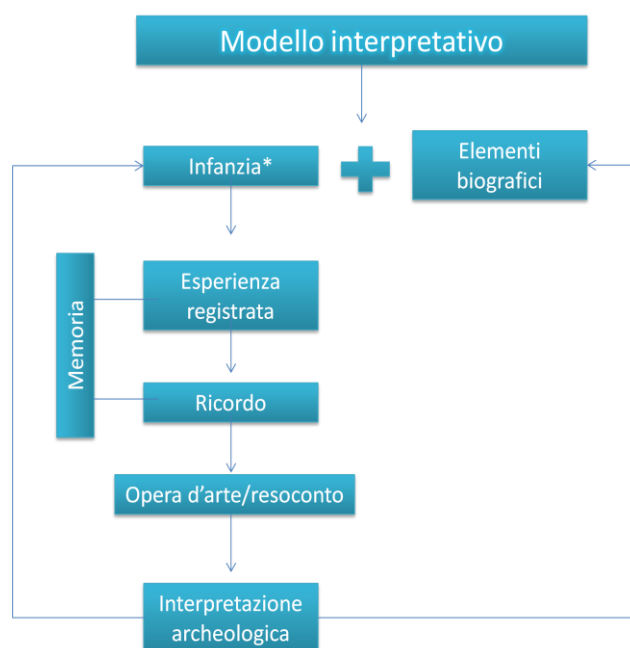 Modello interpretativo
Infanzia*
Elementi
biografici
Esperienza
registrata
Memoria
Ricordo
Opera d'arte/resoconto
Interpretazione
archeologica